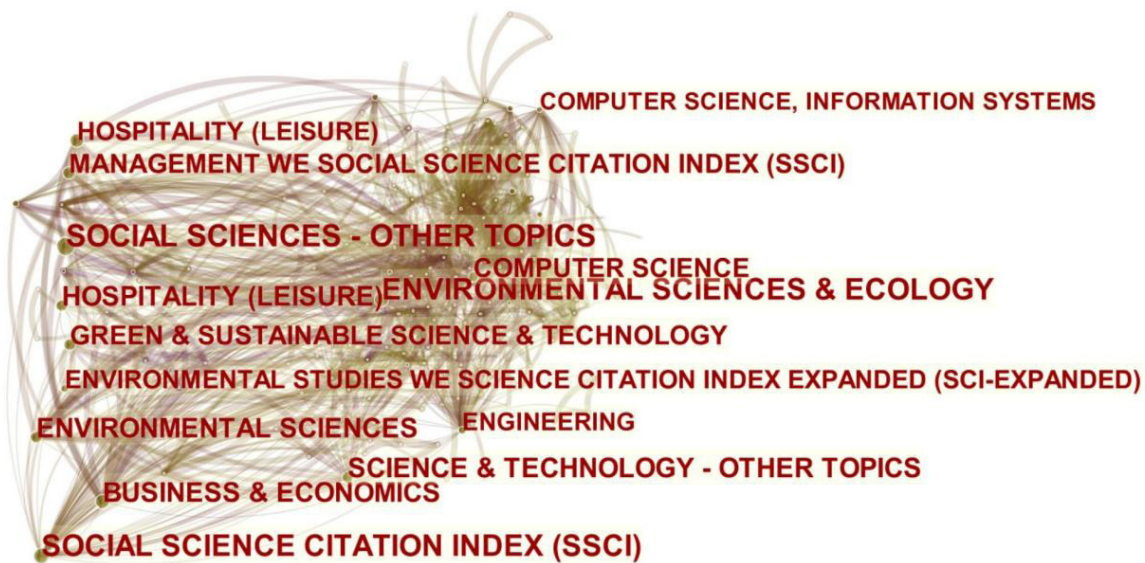 COMPUTER SCIENCE, INFORMATION SYSTEMS
HOSPITALITY (LEISURE)
MANAGEMENT WE SOCIAL SCIENCE CITATION INDEX (SSCI)
SOCIAL SCIENCES - OTHER TOPICS
COMPUTER SCIENCE
HOSPITALITY (LEISURE)
ENVIRONMENTAL SCIENCES & ECOLOGY
GREEN & SUSTAINABLE SCIENCE & TECHNOLOGY
ENVIRONMENTAL STUDIES WE SCIENCE CITATION INDEX EXPANDED (SCI-EXPANDED)
ENVIRONMENTAL SCIENCES
ENGINEERING
SCIENCE & TECHNOLOGY - OTHER TOPICS
BUSINESS & ECONOMICS
SOCIAL SCIENCE CITATION INDEX (SSCI)